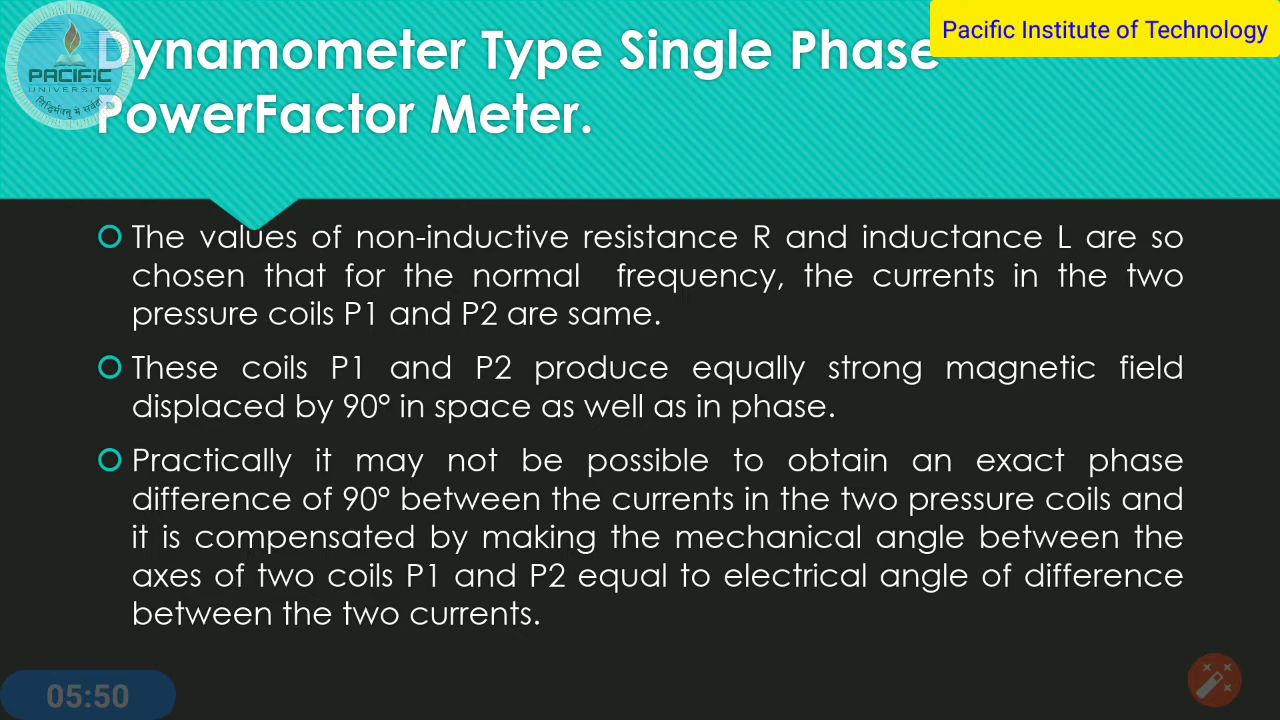 Pacific Institute of Technology
Dynamometer Type Single Phase
PowerFactor Meter.
PACIFIC
UNIVERSITY
The values of non-inductive resistance R and inductance L are so
chosen that for the normal frequency, the currents in the two
pressure coils P1 and P2 are same.
These coils P1 and P2 produce equally strong magnetic field
displaced by 90° in space as well as in phase.
Practically it may not be possible to obtain an exact phase
difference of 90° between the currents in the two pressure coils and
it is compensated by making the mechanical angle between the
axes of two coils P1 and P2 equal to electrical angle of difference
between the two currents.
05:50